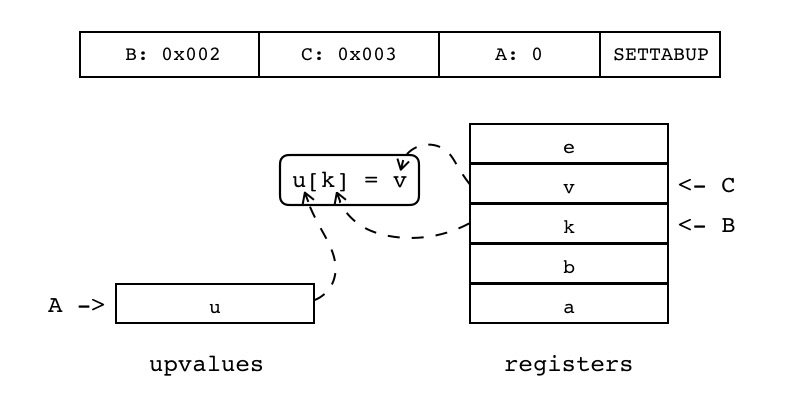 B: 0x002 C: 0x003 A: 0 SETTABUP
e
u[k] = v
v <- C
k <- B
b
A -> u
a
upvalues registers